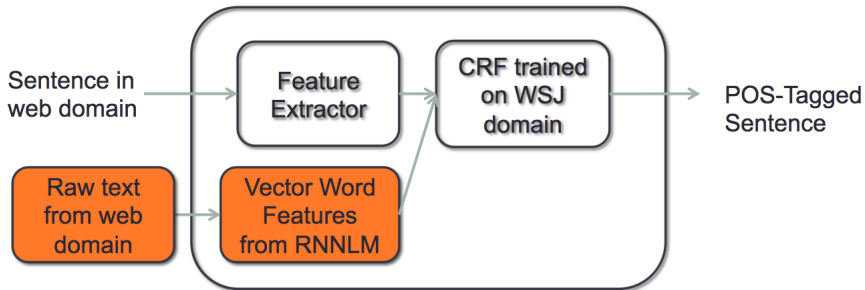 Sentence in
web domain
Feature
Extractor
CRF trained
on WSJ
domain
POS-Tagged
Sentence
Raw text
from web
domain
Vector Word
Features
from RNNLM